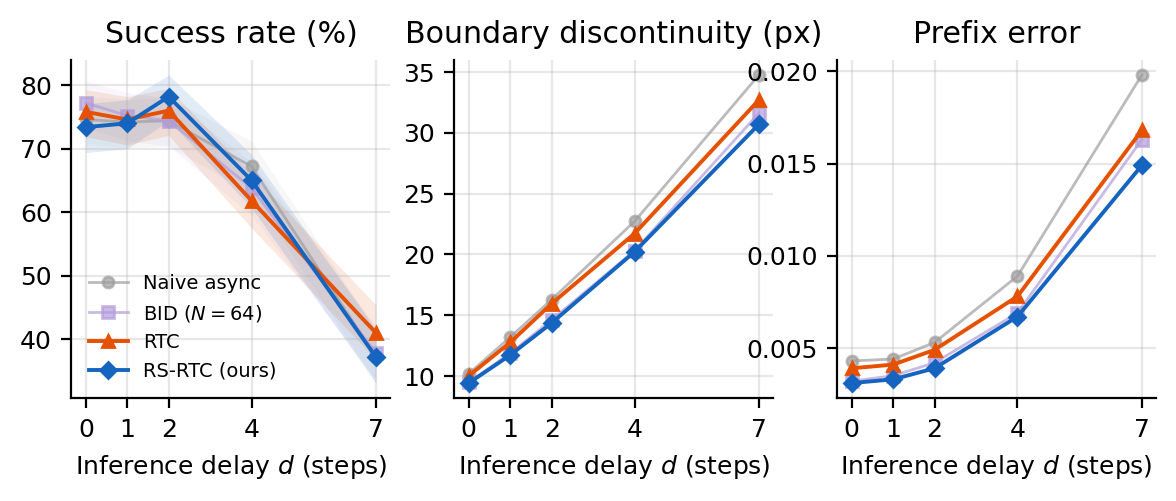 Success rate (%)
80
70
60
50
40
Naive async
BID (N = 64)
RTC
RS-RTC (ours)
0 1 2 4 7
Inference delay d (steps)
Boundary discontinuity (px)
35
30
25
20
15
10
0 1 2 4 7
Inference delay d (steps)
Prefix error
0.020
0.015
0.010
0.005
0 1 2 4 7
Inference delay d (steps)